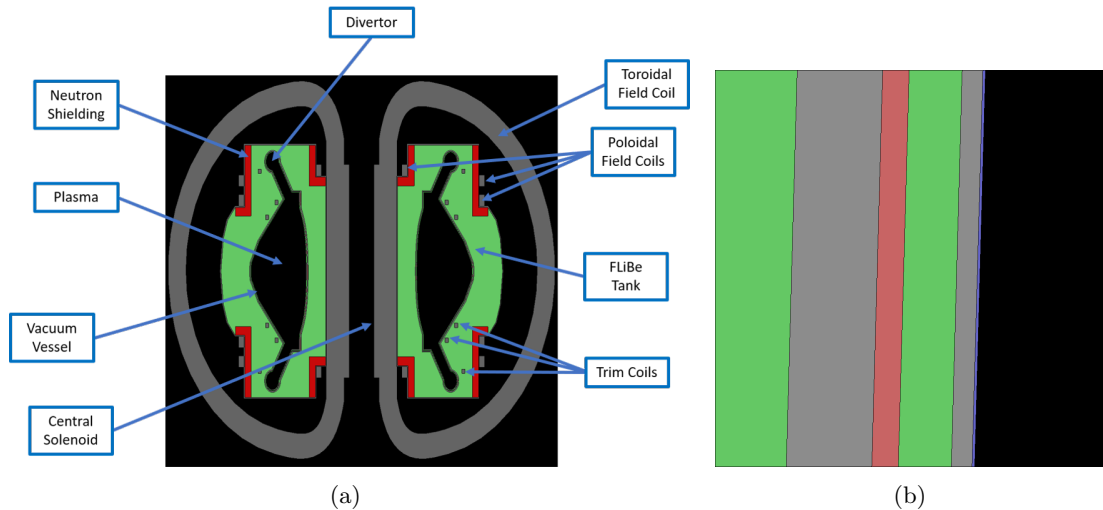 Divertor
Neutron
Shielding
Toroidal
Field Coil
Poloidal
Field Coils
Plasma
FLiBe
Tank
Vacuum
Vessel
Trim Coils
Central
Solenoid
(a)
(b)